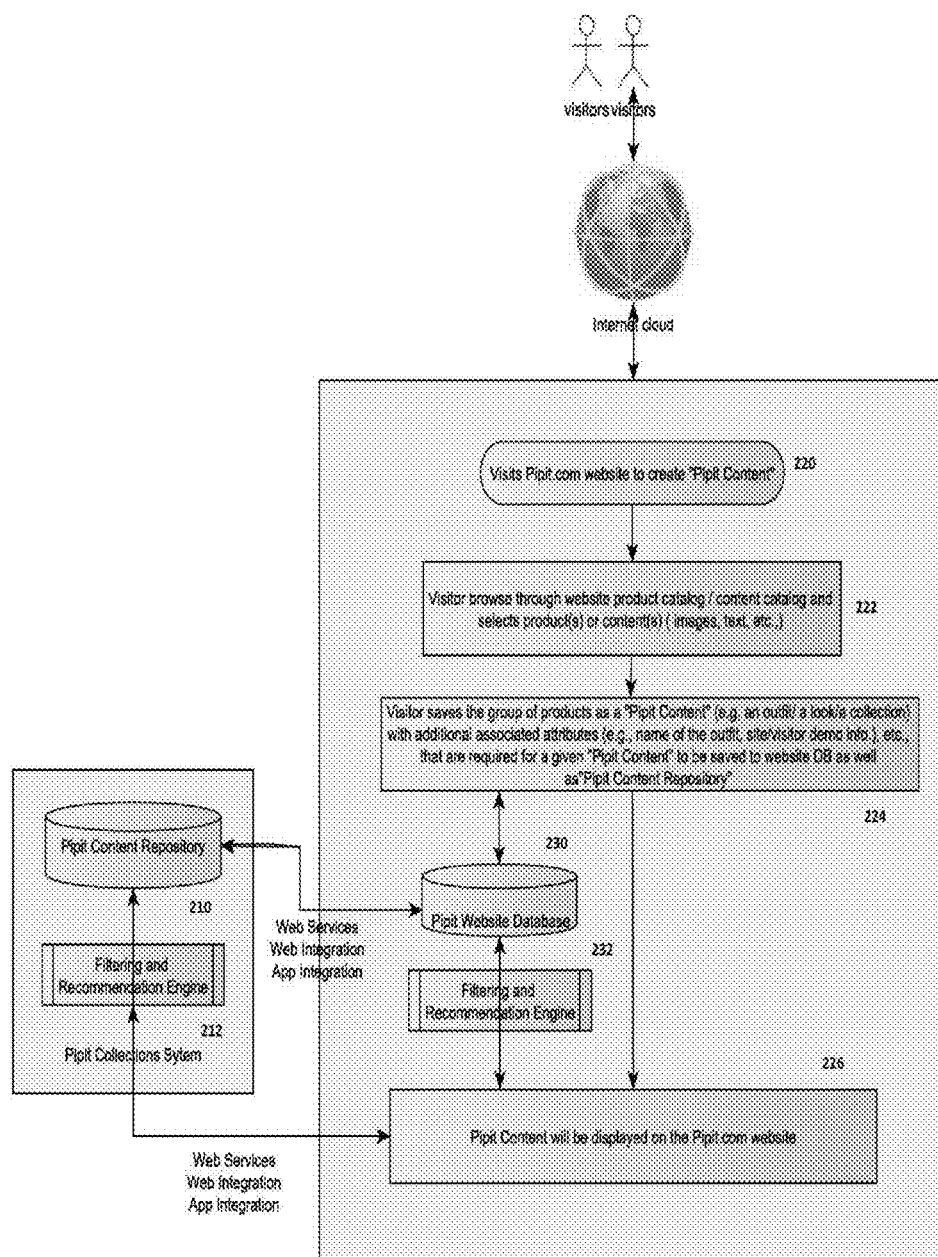 visitors visitors
Internet cloud
Visits Pipit.com website to create "Pipit Content"
220
Visitor browse through website product catalog / content catalog and
selects product(s) or content(s) ( images, text, etc.,)
222
Visitor saves the group of products as a "Pipit Content" (e.g. an outfit/ a look/a collection)
with additional associated attributes (e.g., name of the outfit, site/visitor demo info ), etc.,
that are required for a given "Pipit Content" to be saved to website DB as well
as"Pipit Content Repository"
224
Pipit Content Repository
210
230
Pipit Website Database
Web Services
Web Integration
App Integration
232
Filtering and
Recommendation Engine
212
Filtering and
Recommendation Engine
Pipit Collections Sytem
226
Pipit Content will be displayed on the Pipit.com website
Web Services
Web Integration
App Integration